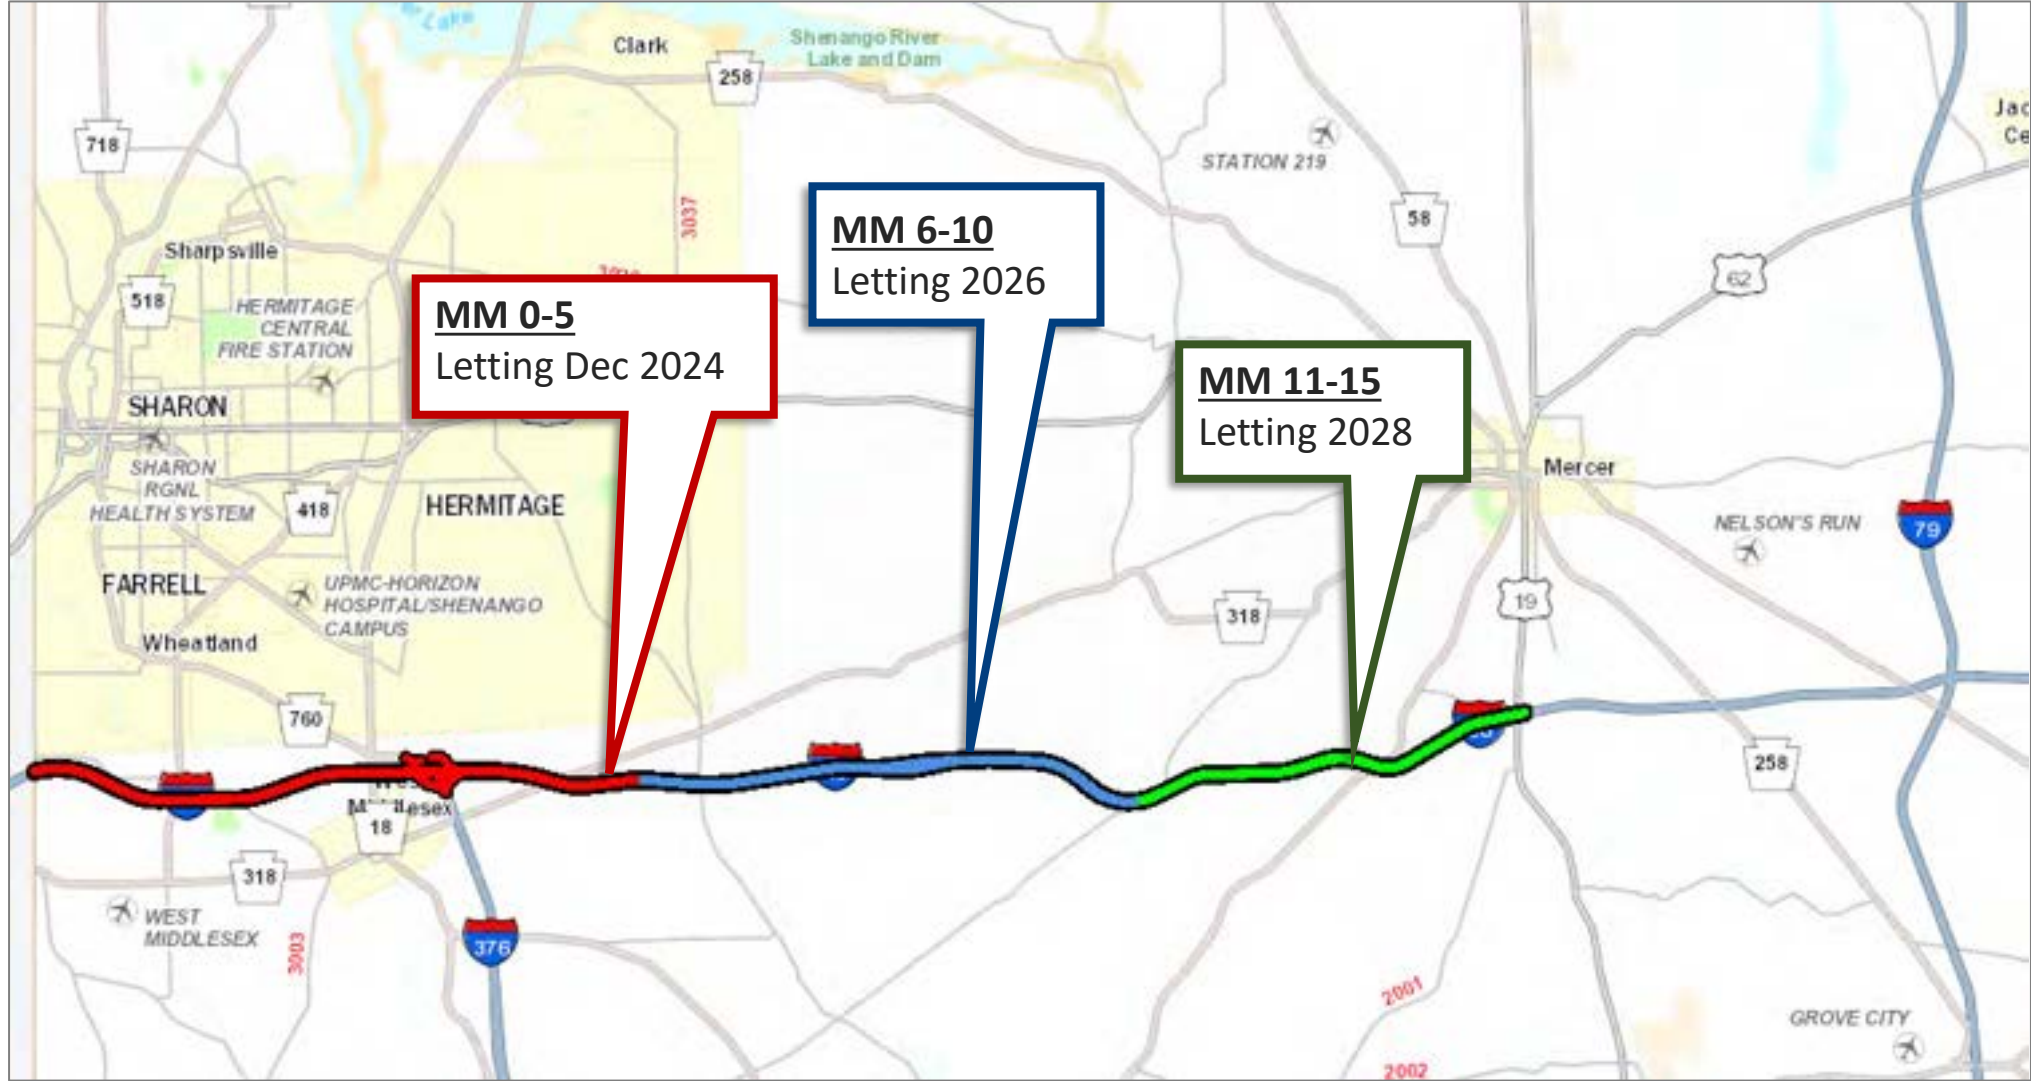 Lake
Clark
Shenango River
Lake and Dam
258
718
Jac
Ce
STATION 219
3037
58
MM 6-10
Letting 2026
Sharpsville
62
518
HERMITAGE
CENTRAL
FIRE STATION
MM 0-5
Letting Dec 2024
MM 11-15
Letting 2028
SHARON
Mercer
SHARON
RGNL
HEALTH SYSTEM
418
HERMITAGE
NELSON'S RUN
79
FARRELL
UPMC-HORIZON
HOSPITAL/SHENANGO
CAMPUS
19
318
Wheatland
760
258
18
318
WEST
MIDDLESEX
3003
376
2001
GROVE CITY
2002